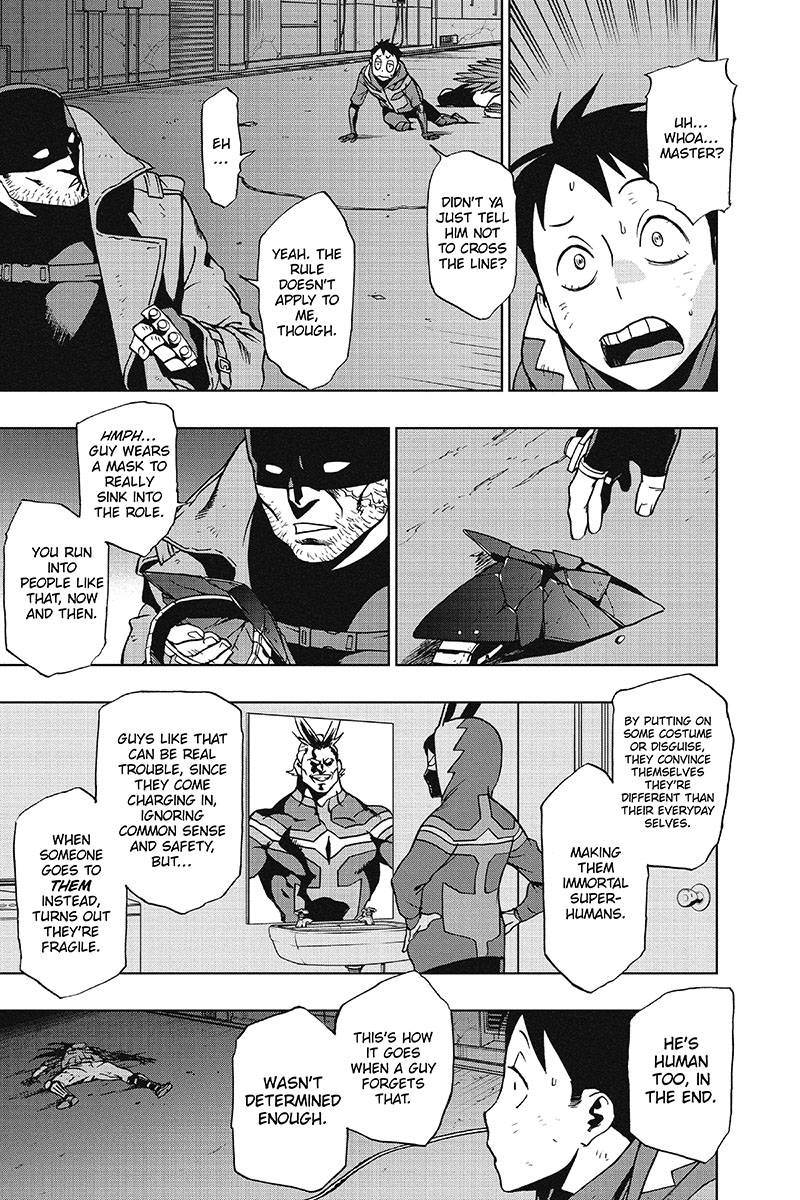 UH...
WHOA...
MASTER?
DIDN'T YA
JUST TELL
HIM NOT
TO CROSS
THE LINE?
EH
...
YEAH. THE
RULE
DOESN'T
APPLY TO
ME,
THOUGH.
HMPH...
GUY WEARS
A MASK TO
REALLY
SINK INTO
THE ROLE.
YOU RUN
INTO
PEOPLE LIKE
THAT, NOW
AND THEN.
BY PUTTING ON
SOME COSTUME
OR DISGUISE,
THEY CONVINCE
THEMSELVES
THEY'RE
DIFFERENT THAN
THEIR EVERYDAY
SELVES.
MAKING
THEM
IMMORTAL
SUPER-
HUMANS.
GUYS LIKE THAT
CAN BE REAL
TROUBLE, SINCE
THEY COME
CHARGING IN,
IGNORING
COMMON SENSE
AND SAFETY,
BUT...
WHEN
SOMEONE
GOES TO
THEM
INSTEAD,
TURNS OUT
THEY'RE
FRAGILE.
HE'S
HUMAN
TOO, IN
THE END.
THIS'S HOW
IT GOES
WHEN A GUY
FORGETS
THAT.
WASN'T
DETERMINED
ENOUGH.